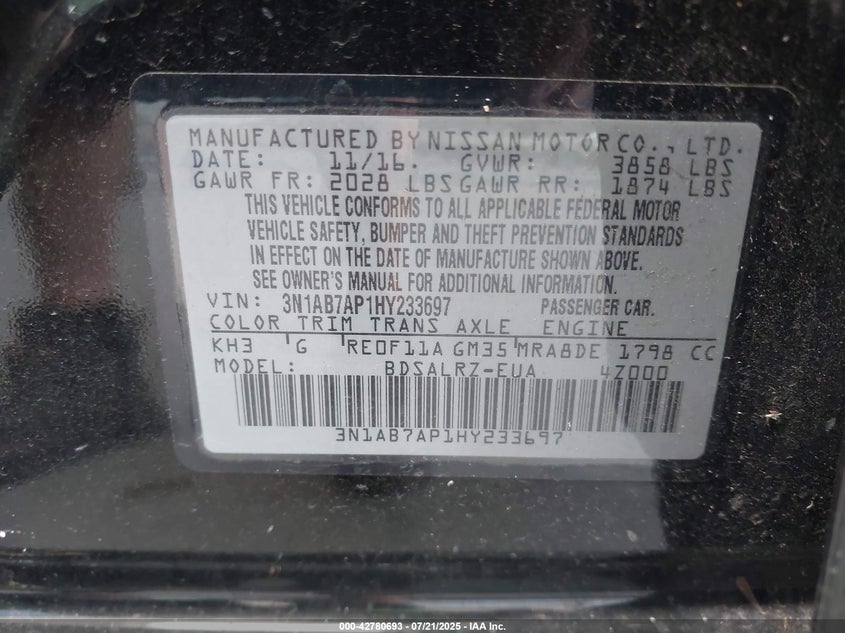 MANUFACTURED BY NISSAN MOTOR CO., LTD.
DATE: 11/16. GVWR: 3858 LBS
GAWR FR: 2028 LBS GAWR RR: 1874 LBS
THIS VEHICLE CONFORMS TO ALL APPLICABLE FEDERAL MOTOR
VEHICLE SAFETY, BUMPER AND THEFT PREVENTION STANDARDS
IN EFFECT ON THE DATE OF MANUFACTURE SHOWN ABOVE.
SEE OWNER'S MANUAL FOR ADDITIONAL INFORMATION.
VIN: 3N1AB7AP1HY233697 PASSENGER CAR.
COLOR TRIM TRANS AXLE ENGINE
KH3 G RE0F11A GM35 MRA8DE 1798 CC
MODEL: BDSALRZ-EUA 4Z000
3N1AB7AP1HY233697
000-42780693 - 07/21/2025 - IAA Inc.